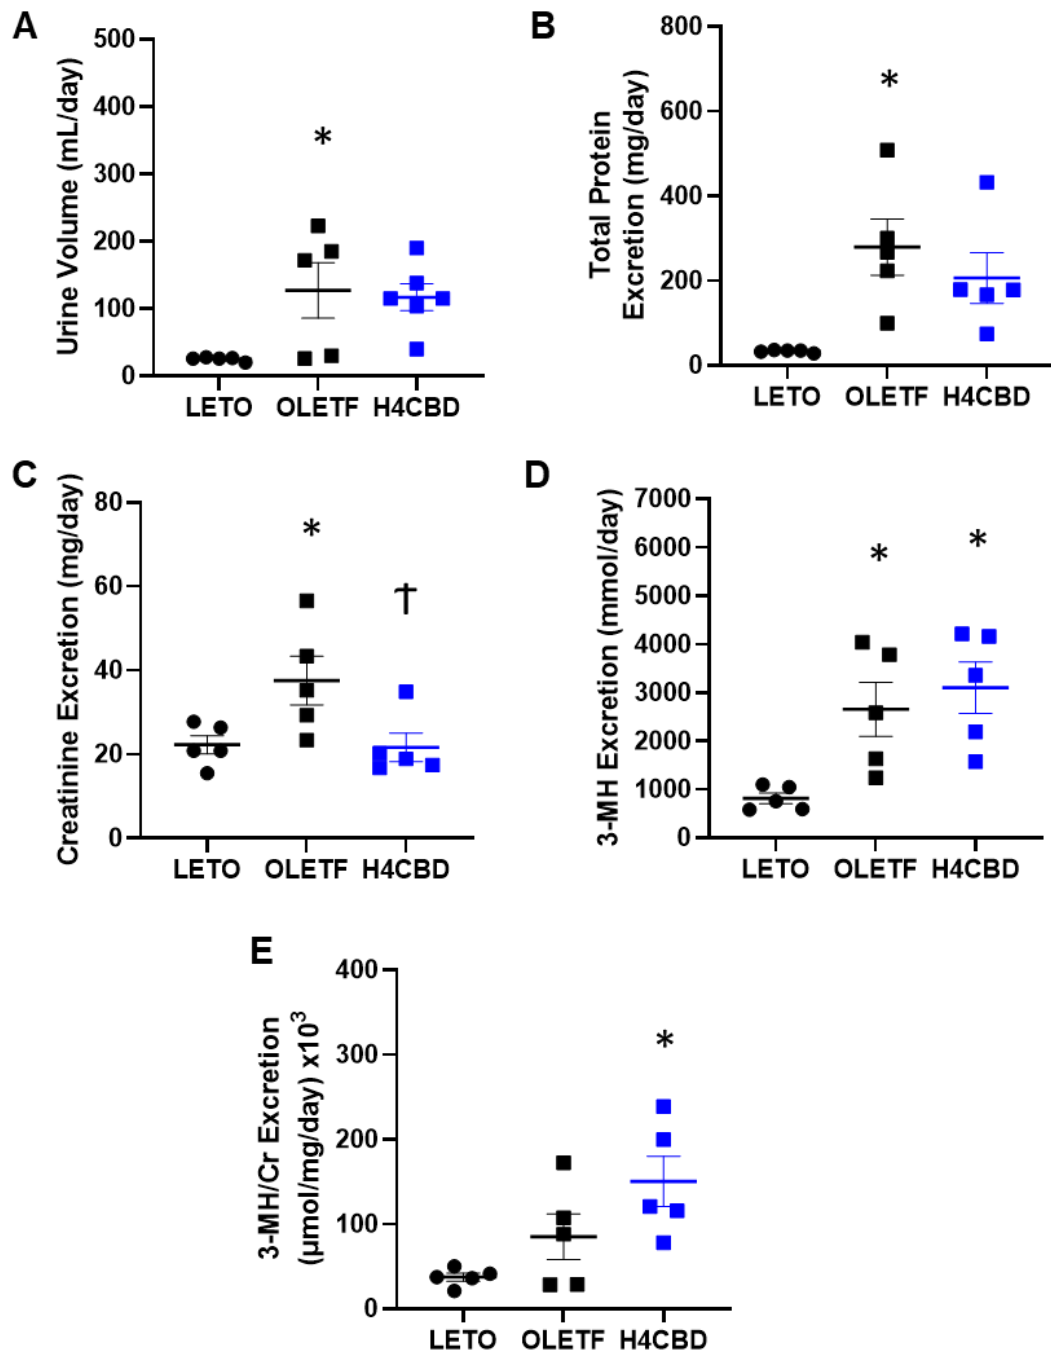 A
Urine Volume (mL/day)
500
400
300
200
100
0
*
LETO OLETF H4CBD
B
Total Protein
Excretion (mg/day)
800
600
400
200
0
*
LETO OLETF H4CBD
C
Creatinine Excretion (mg/day)
80
60
40
20
0
*
†
LETO OLETF H4CBD
D
3-MH Excretion (mmol/day)
7000
6000
5000
4000
3000
2000
1000
0
*
*
LETO OLETF H4CBD
E
3-MH/Cr Excretion
(µmol/mg/day) x10³
400
300
200
100
0
*
LETO OLETF H4CBD